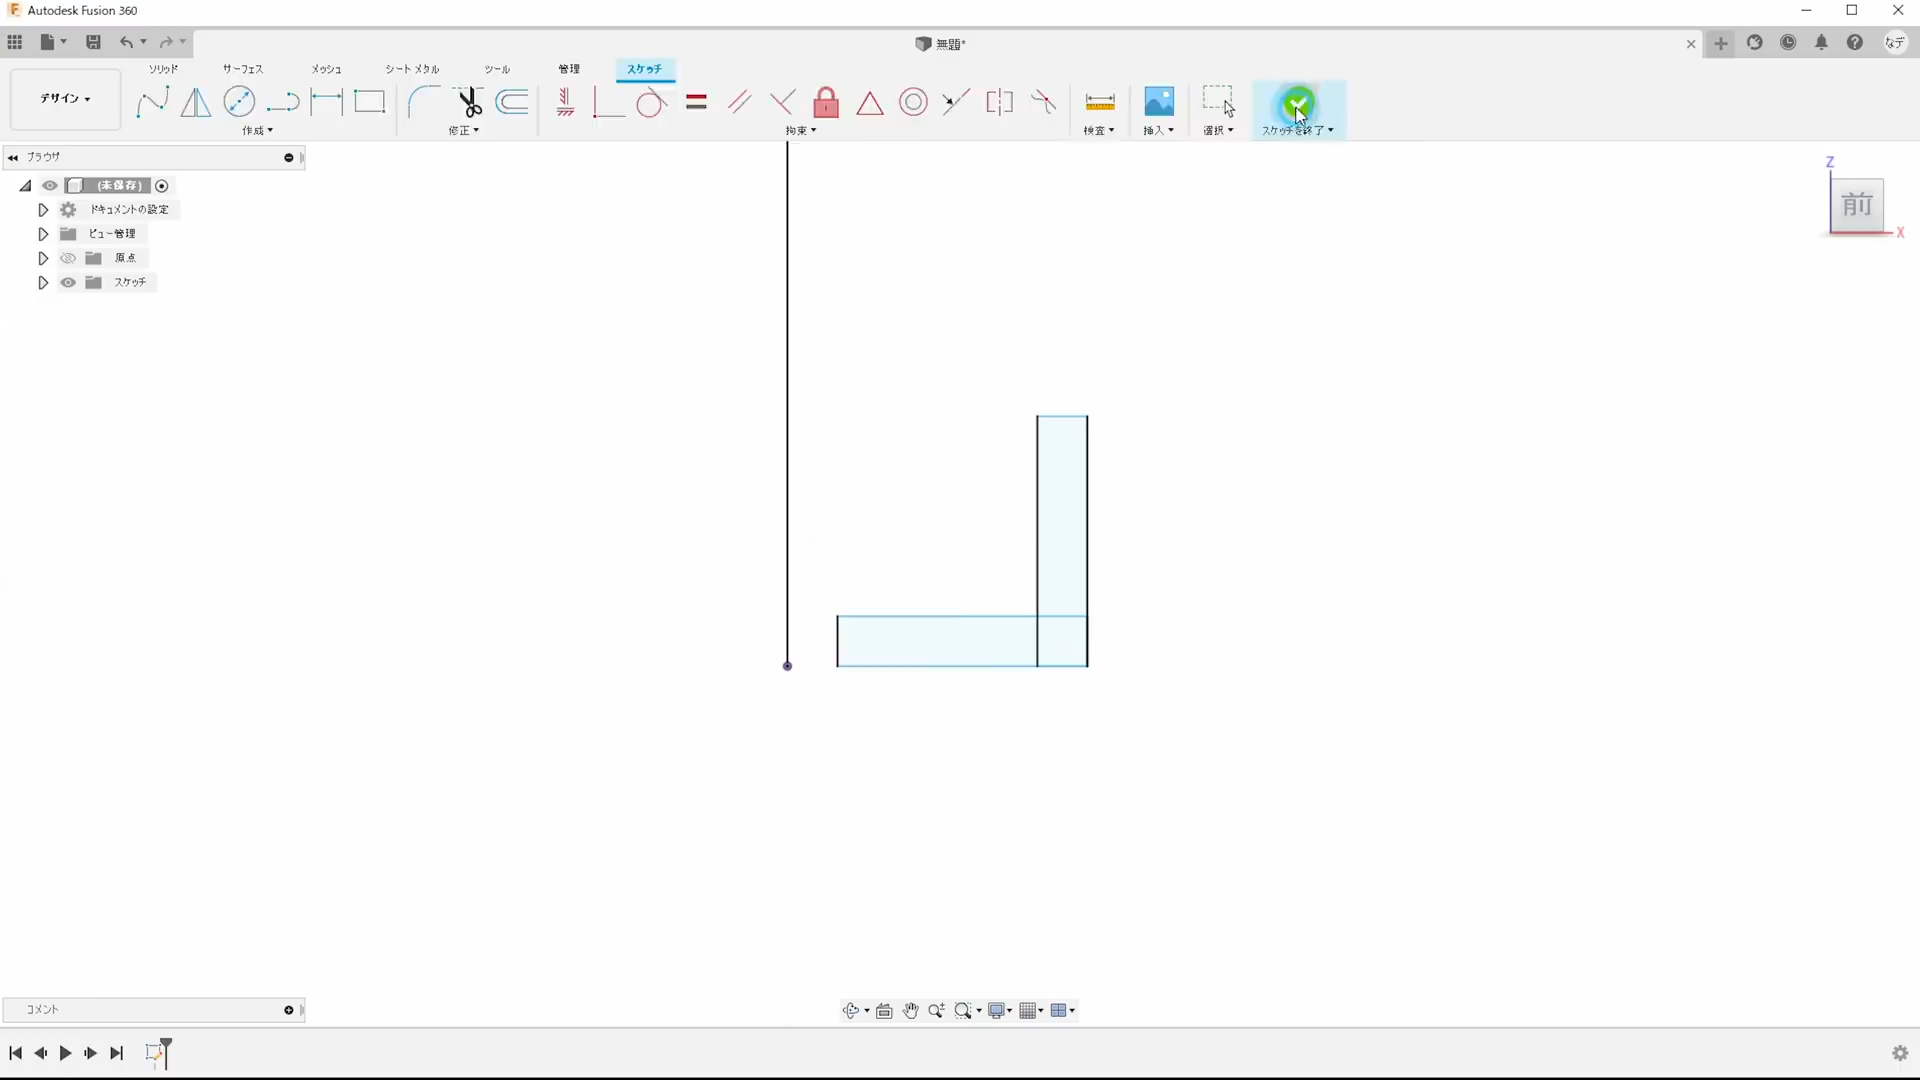 Autodesk Fusion 360
無題*
なデ
ソリッド
サーフェス
メッシュ
シート メタル
ツール
管理
スケッチ
デザイン
作成
修正
拘束
検査
挿入
選択
スケッチを終了
ブラウザ
(未保存)
ドキュメントの設定
ビュー管理
原点
スケッチ
Z
前
X
コメント